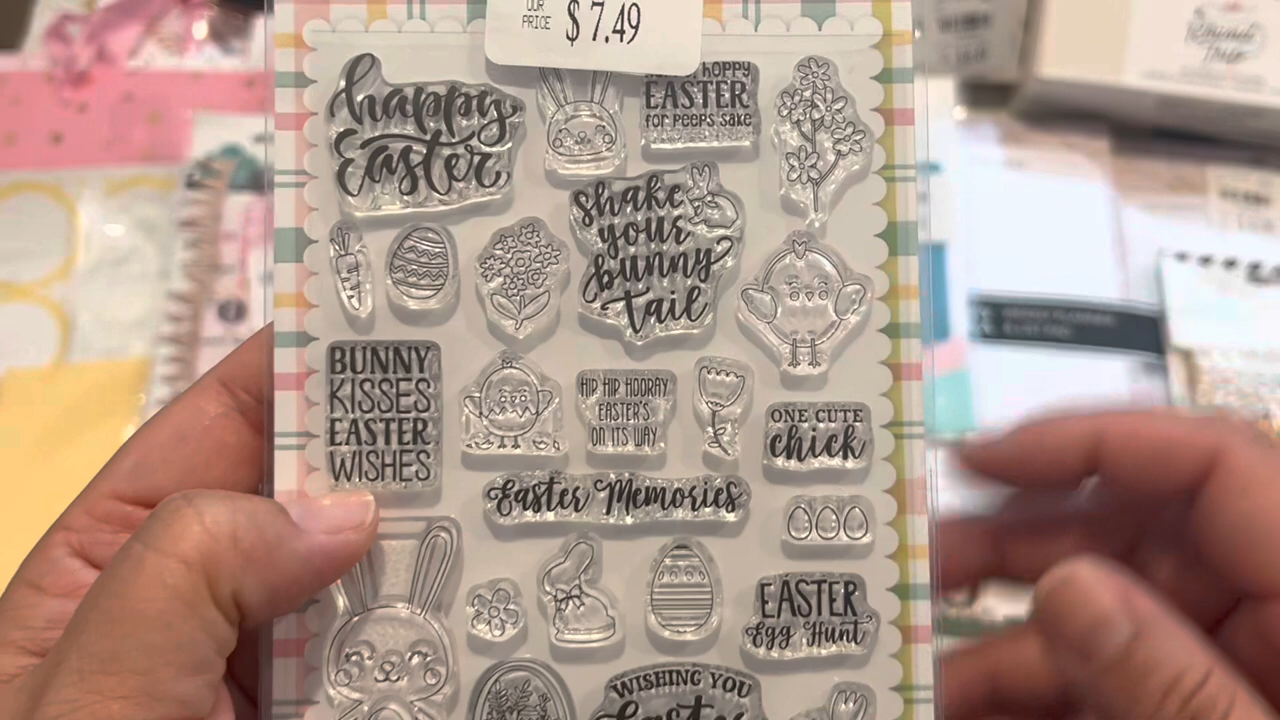 OUR
PRICE
$7.49
happy
Easter
hoppy
EASTER
for peeps sake
shake
your
bunny
tail
BUNNY
KISSES
EASTER
WISHES
HIP HIP HOORAY
EASTER'S
ON ITS WAY
ONE CUTE
chick
Easter Memories
EASTER
Egg Hunt
WISHING YOU